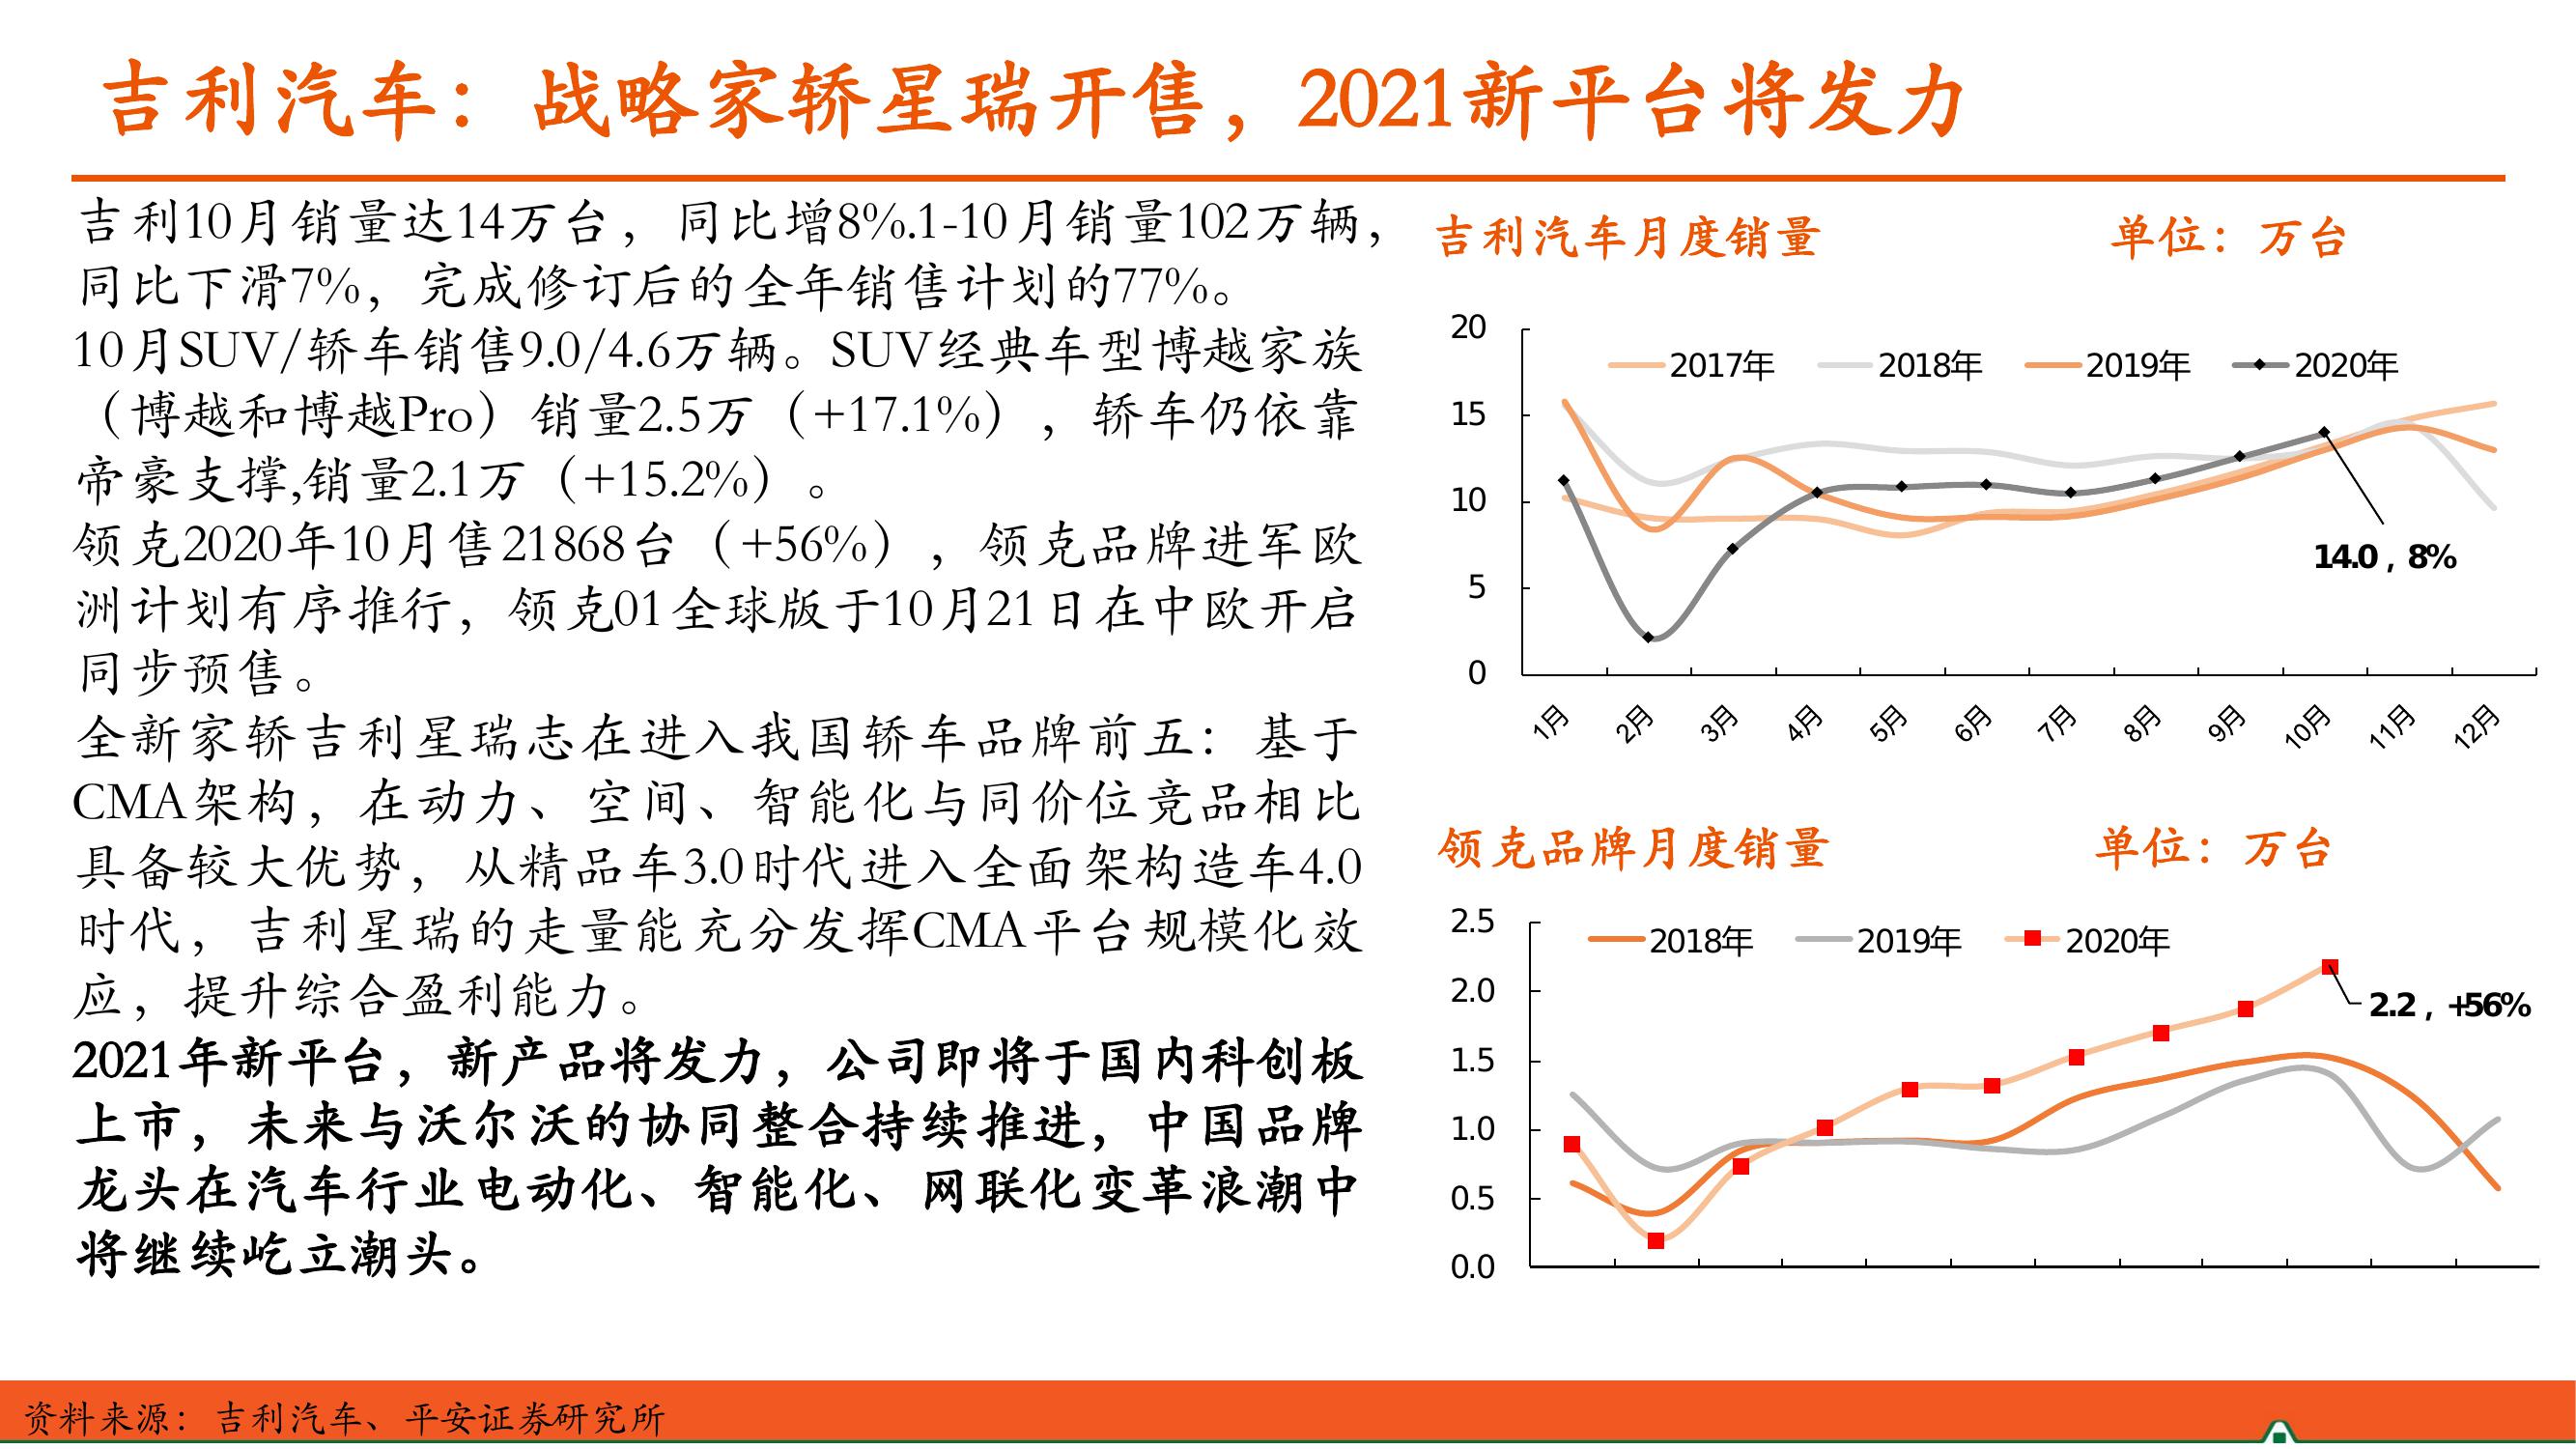 吉利汽车：战略家轿星瑞开售，2021新平台将发力
吉利10月销量达14万台，同比增8%.1-10月销量102万辆，
同比下滑7%，完成修订后的全年销售计划的77%。
10月SUV/轿车销售9.0/4.6万辆。SUV经典车型博越家族
（博越和博越Pro）销量2.5万（+17.1%），轿车仍依靠
帝豪支撑,销量2.1万（+15.2%）。
领克2020年10月售21868台（+56%），领克品牌进军欧
洲计划有序推行，领克01全球版于10月21日在中欧开启
同步预售。
全新家轿吉利星瑞志在进入我国轿车品牌前五：基于
CMA架构，在动力、空间、智能化与同价位竞品相比
具备较大优势，从精品车3.0时代进入全面架构造车4.0
时代，吉利星瑞的走量能充分发挥CMA平台规模化效
应，提升综合盈利能力。
2021年新平台，新产品将发力，公司即将于国内科创板
上市，未来与沃尔沃的协同整合持续推进，中国品牌
龙头在汽车行业电动化、智能化、网联化变革浪潮中
将继续屹立潮头。
吉利汽车月度销量 单位：万台
20
15
10
5
0
2017年 2018年 2019年 2020年
14.0，8%
1月 2月 3月 4月 5月 6月 7月 8月 9月 10月 11月 12月
领克品牌月度销量 单位：万台
2.5
2.0
1.5
1.0
0.5
0.0
2018年 2019年 2020年
2.2，+56%
资料来源：吉利汽车、平安证券研究所